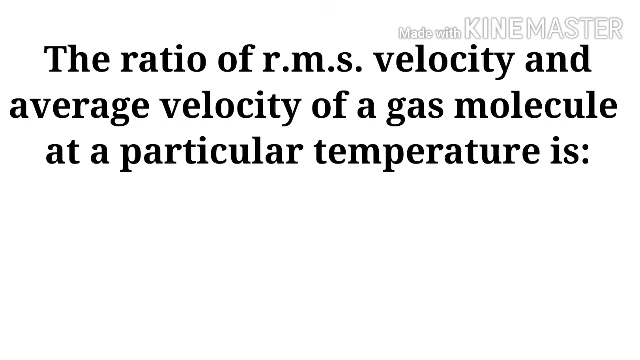 Made with KINEMASTER
The ratio of r.m.s. velocity and
average velocity of a gas molecule
at a particular temperature is: